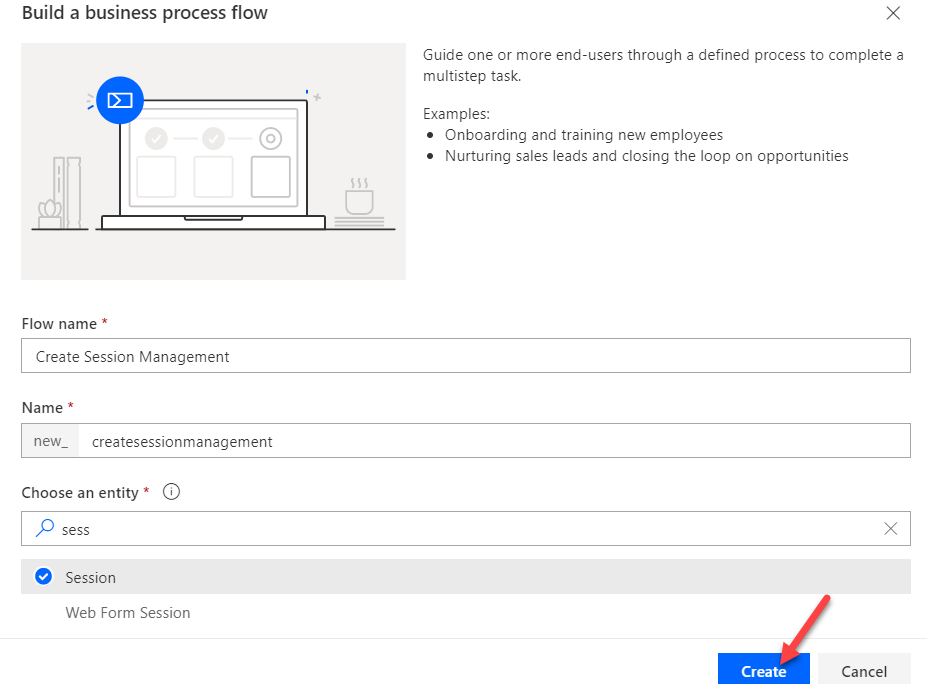 Build a business process flow
Guide one or more end-users through a defined process to complete a
multistep task.
Examples:
Onboarding and training new employees
Nurturing sales leads and closing the loop on opportunities
Flow name *
Create Session Management
Name *
new_ createsessionmanagement
Choose an entity *
sess
Session
Web Form Session
Create Cancel